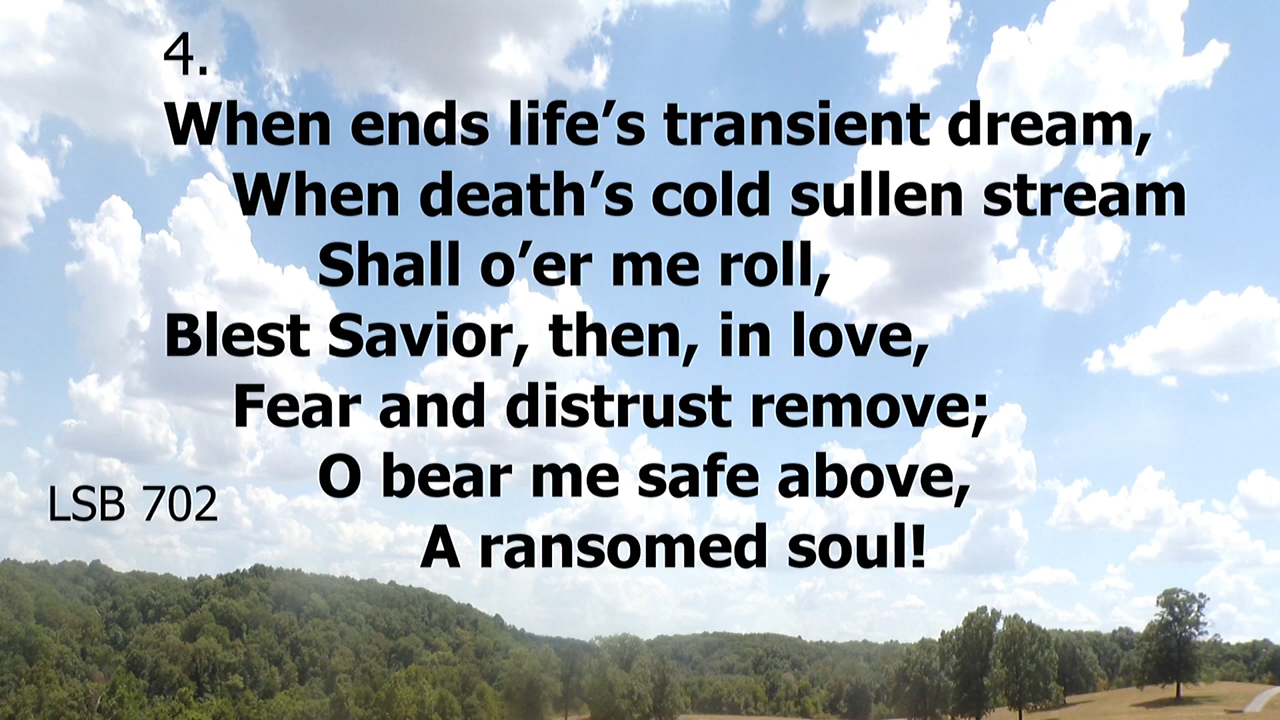 4.
When ends life’s transient dream,
When death’s cold sullen stream
Shall o’er me roll,
Blest Savior, then, in love,
Fear and distrust remove;
O bear me safe above,
LSB 702
A ransomed soul!